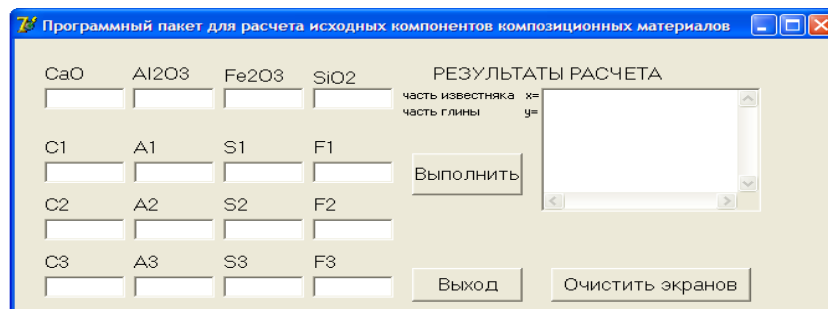 Программный пакет для расчета исходных компонентов композиционных материалов
CaO Al2O3 Fe2O3 SiO2 РЕЗУЛЬТАТЫ РАСЧЕТА
часть известняка x=
часть глины y=
C1 A1 S1 F1
Выполнить
C2 A2 S2 F2
C3 A3 S3 F3
Выход Очистить экранов